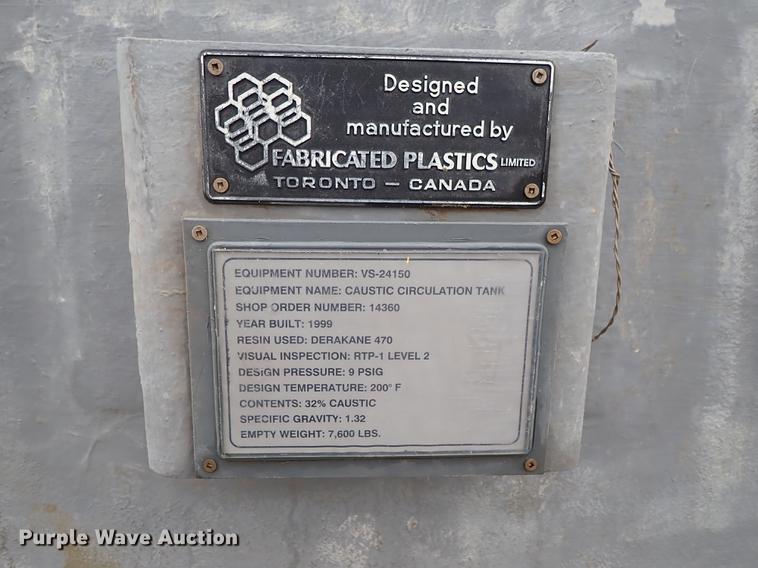 Designed
and
manufactured by
FABRICATED PLASTICS LIMITED
TORONTO — CANADA
EQUIPMENT NUMBER: VS-24150
EQUIPMENT NAME: CAUSTIC CIRCULATION TANK
SHOP ORDER NUMBER: 14360
YEAR BUILT: 1999
RESIN USED: DERAKANE 470
VISUAL INSPECTION: RTP-1 LEVEL 2
DESIGN PRESSURE: 9 PSIG
DESIGN TEMPERATURE: 200° F
CONTENTS: 32% CAUSTIC
SPECIFIC GRAVITY: 1.32
EMPTY WEIGHT: 7,600 LBS.
Purple Wave Auction